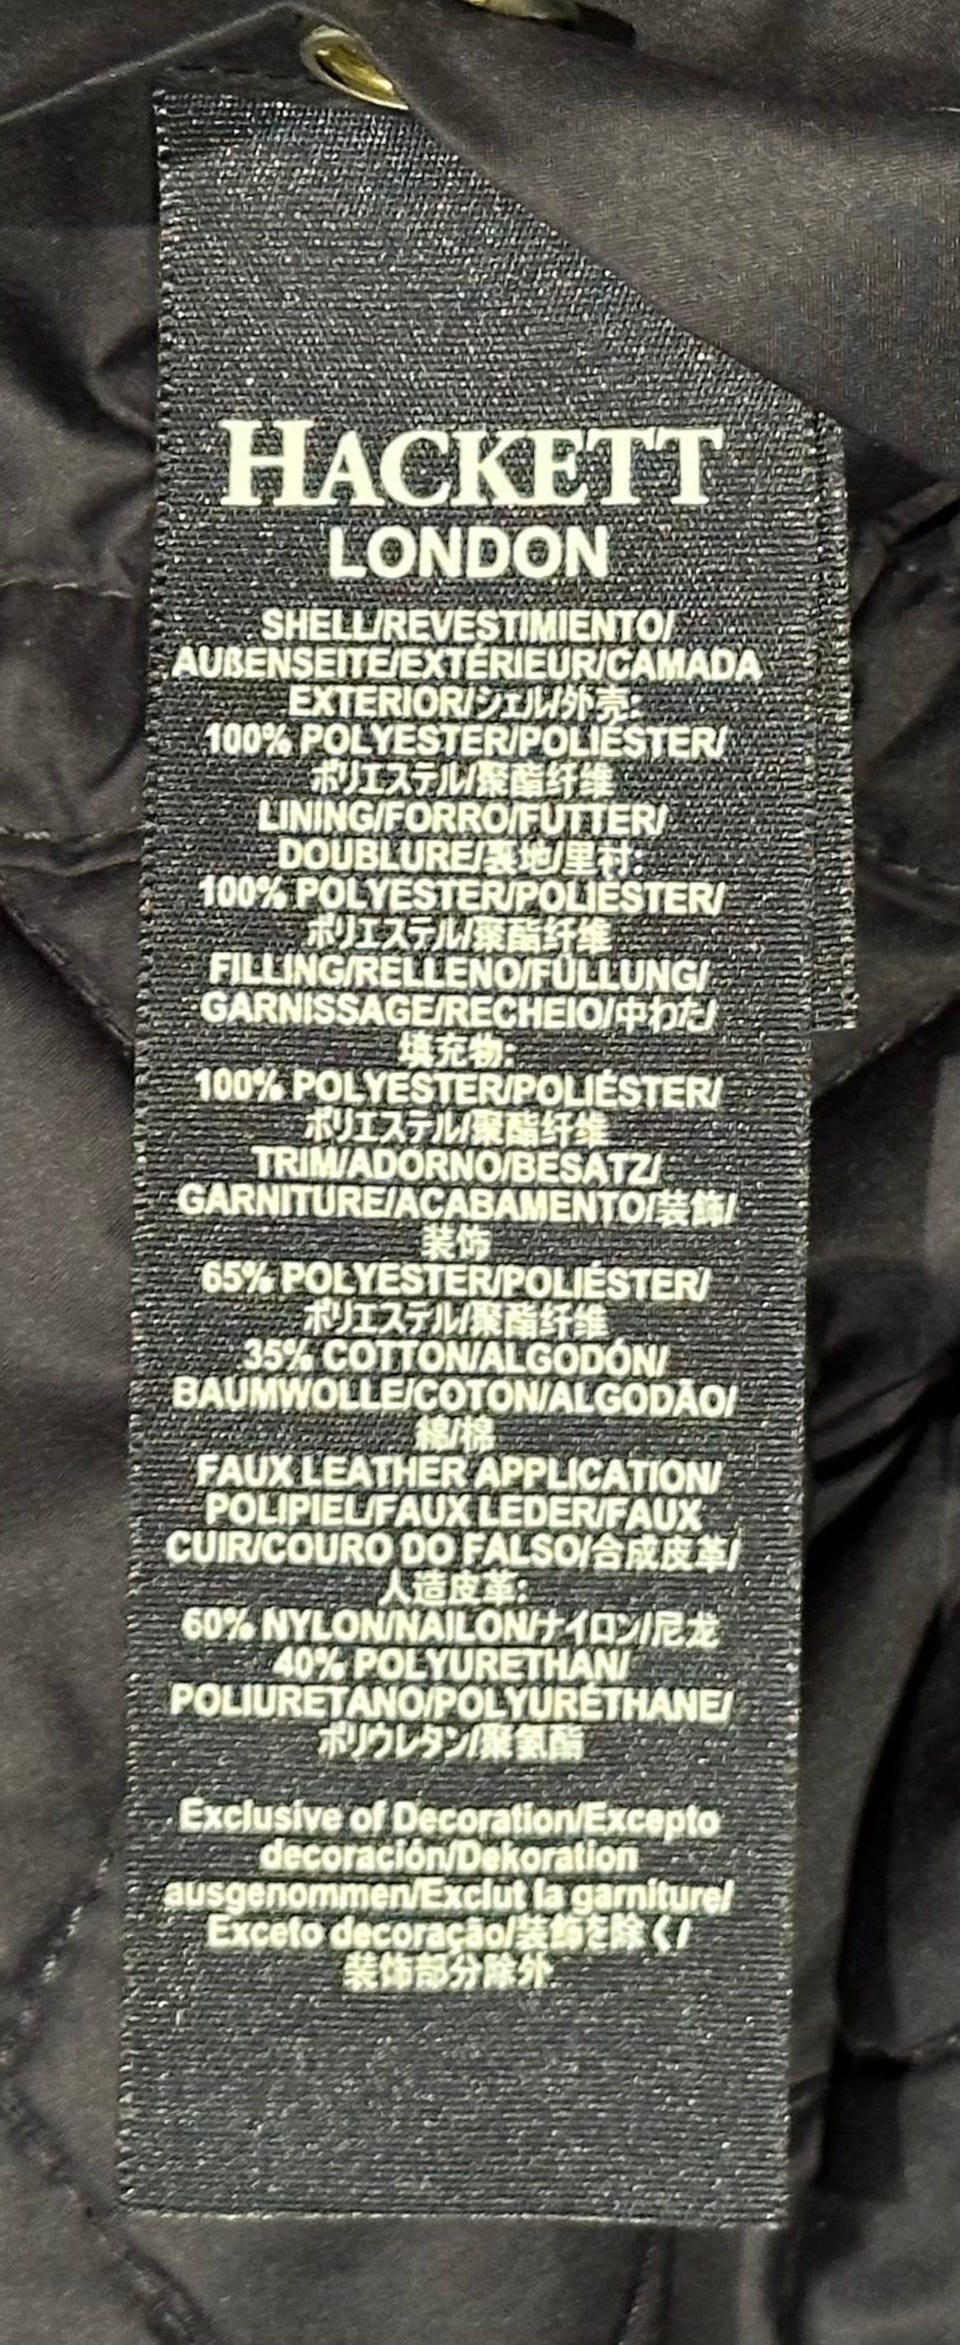 HACKETT
LONDON
SHELL/REVESTIMIENTO/
AUßENSEITE/EXTÉRIEUR/CAMADA
EXTERIOR/シェル/外壳:
100% POLYESTER/POLIÉSTER/
ポリエステル/聚酯纤维
LINING/FORRO/FUTTER/
DOUBLURE/裏地/里衬:
100% POLYESTER/POLIÉSTER/
ポリエステル/聚酯纤维
FILLING/RELLENO/FÜLLUNG/
GARNISSAGE/RECHEIO/中わた/
填充物:
100% POLYESTER/POLIÉSTER/
ポリエステル/聚酯纤维
TRIM/ADORNO/BESATZ/
GARNITURE/ACABAMENTO/装飾/
装饰
65% POLYESTER/POLIÉSTER/
ポリエステル/聚酯纤维
35% COTTON/ALGODÓN/
BAUMWOLLE/COTON/ALGODÃO/
綿/棉
FAUX LEATHER APPLICATION/
POLIPIEL/FAUX LEDER/FAUX
CUIR/COURO DO FALSO/合成皮革/
人造皮革:
60% NYLON/NAILON/ナイロン/尼龙
40% POLYURETHAN/
POLIURETANO/POLYURÉTHANE/
ポリウレタン/聚氨酯
Exclusive of Decoration/Excepto
decoración/Dekoration
ausgenommen/Exclut la garniture/
Exceto decoração/装飾を除く/
装饰部分除外